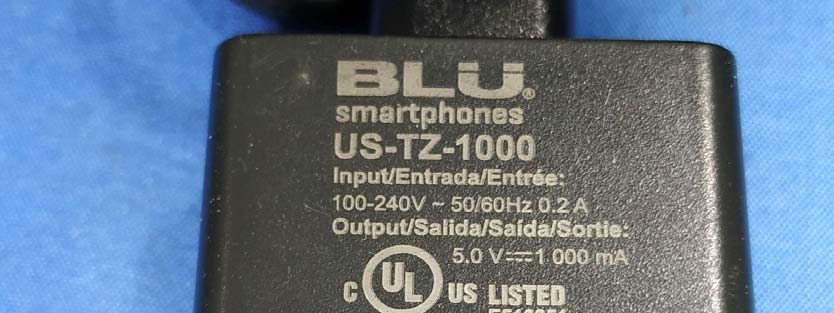 BLU®
smartphones
US-TZ-1000
Input/Entrada/Entrée:
100-240V ~ 50/60Hz 0.2 A
Output/Salida/Saída/Sortie:
5.0 V⎓1 000 mA
C UL US LISTED